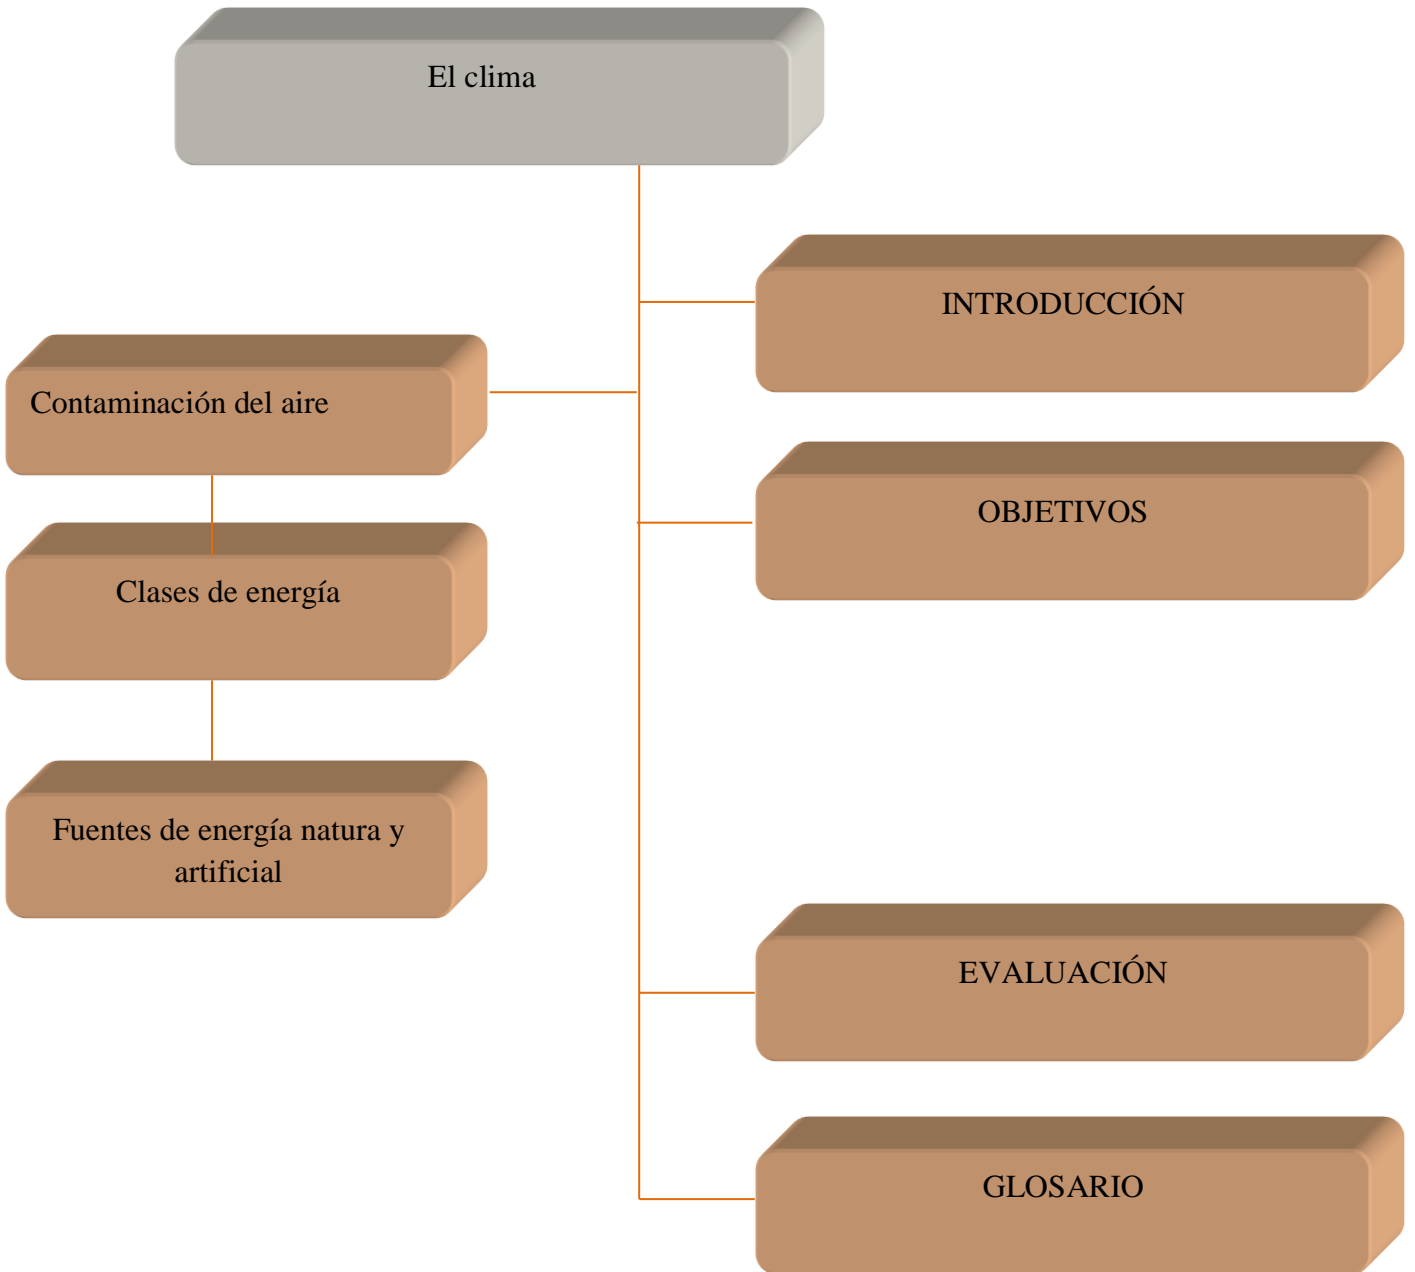 El clima
INTRODUCCIÓN
Contaminación del aire
OBJETIVOS
Clases de energía
Fuentes de energía natura y
artificial
EVALUACIÓN
GLOSARIO